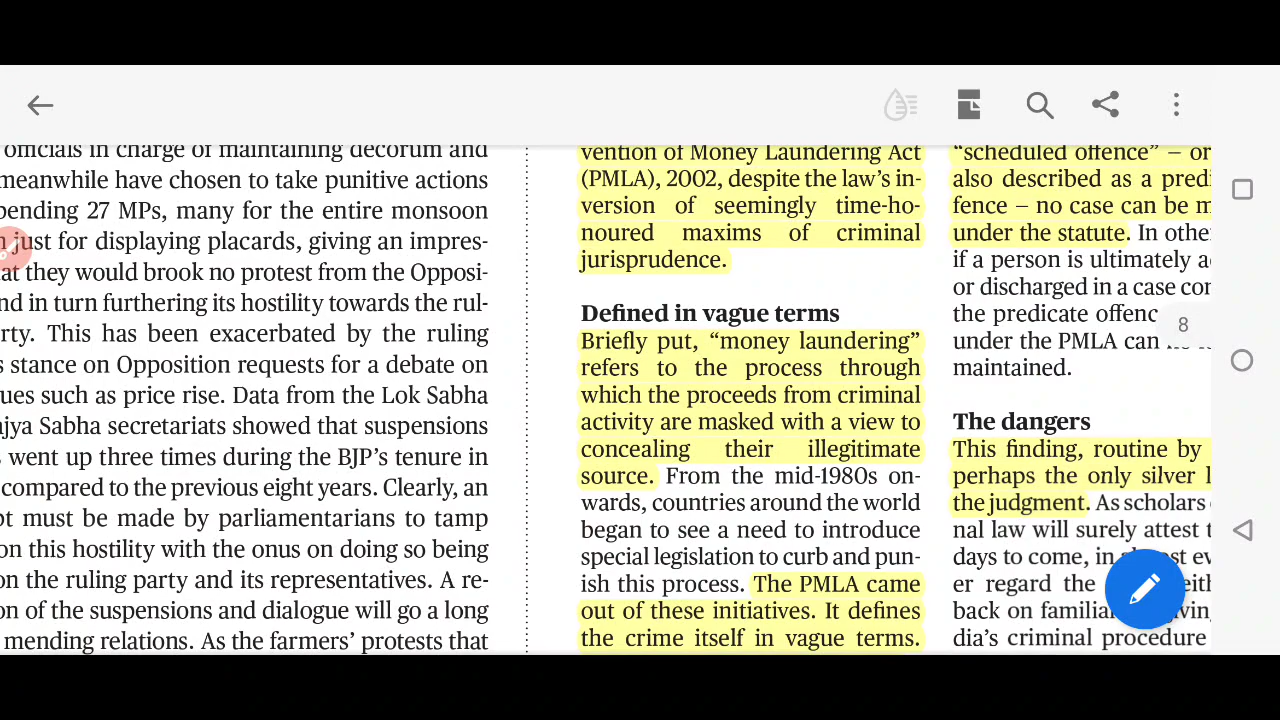 officials in charge of maintaining decorum and
meanwhile have chosen to take punitive actions
pending 27 MPs, many for the entire monsoon
just for displaying placards, giving an impres-
at they would brook no protest from the Opposi-
nd in turn furthering its hostility towards the rul-
rty. This has been exacerbated by the ruling
s stance on Opposition requests for a debate on
ues such as price rise. Data from the Lok Sabha
ajya Sabha secretariats showed that suspensions
s went up three times during the BJP's tenure in
compared to the previous eight years. Clearly, an
pt must be made by parliamentarians to tamp
on this hostility with the onus on doing so being
on the ruling party and its representatives. A re-
on of the suspensions and dialogue will go a long
mending relations. As the farmers' protests that
vention of Money Laundering Act
(PMLA), 2002, despite the law's in-
version of seemingly time-ho-
noured maxims of criminal
jurisprudence.
Defined in vague terms
Briefly put, “money laundering”
refers to the process through
which the proceeds from criminal
activity are masked with a view to
concealing their illegitimate
source. From the mid-1980s on-
wards, countries around the world
began to see a need to introduce
special legislation to curb and pun-
ish this process. The PMLA came
out of these initiatives. It defines
the crime itself in vague terms.
“scheduled offence” – or
also described as a predi
fence – no case can be m
under the statute. In othe
if a person is ultimately a
or discharged in a case con
the predicate offenc
under the PMLA can
maintained.
The dangers
This finding, routine by
perhaps the only silver l
the judgment. As scholars
nal law will surely attest t
days to come, in ev
er regard the eith
back on familia
dia's criminal procedure
8